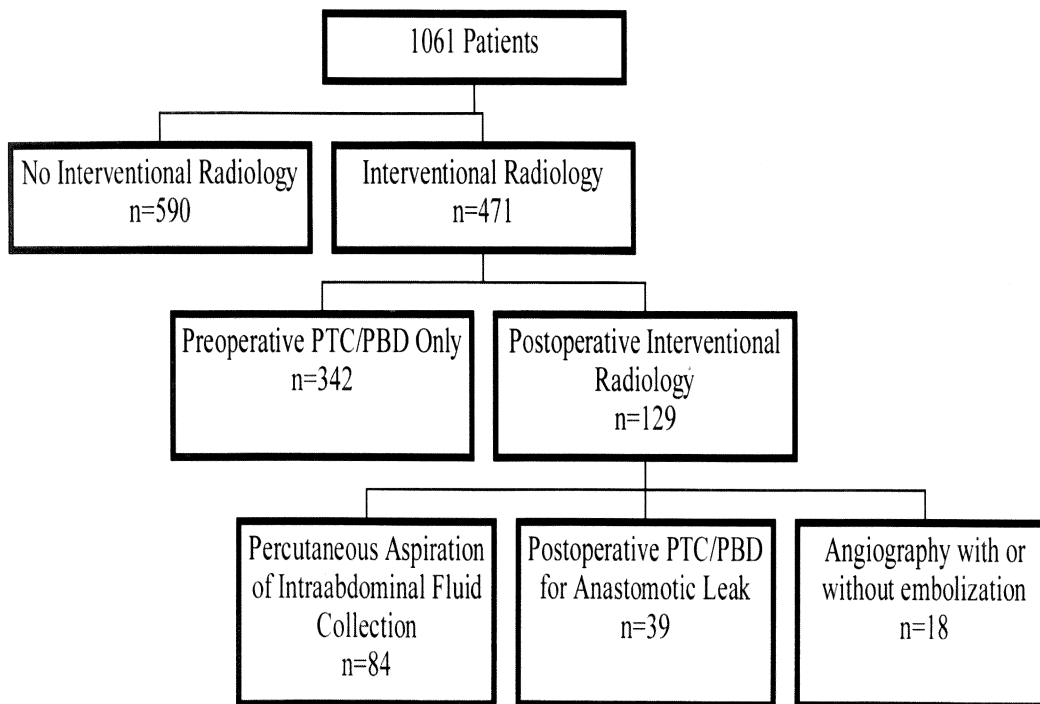 1061 Patients
No Interventional Radiology
n=590
Interventional Radiology
n=471
Preoperative PTC/PBD Only
n=342
Postoperative Interventional
Radiology
n=129
Percutaneous Aspiration
of Intraabdominal Fluid
Collection
n=84
Postoperative PTC/PBD
for Anastomotic Leak
n=39
Angiography with or
without embolization
n=18